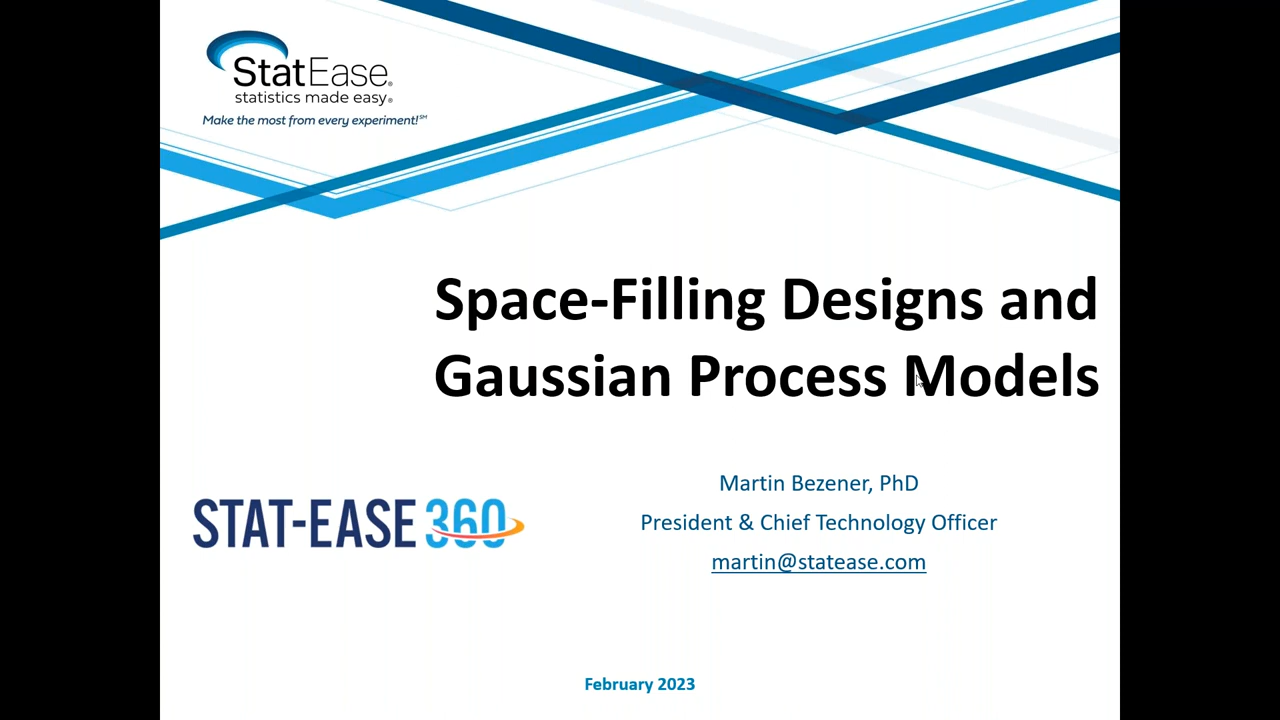 StatEase®
statistics made easy®
Make the most from every experiment!℠
Space-Filling Designs and
Gaussian Process Models
Martin Bezener, PhD
STAT-EASE 360
President & Chief Technology Officer
martin@statease.com
February 2023